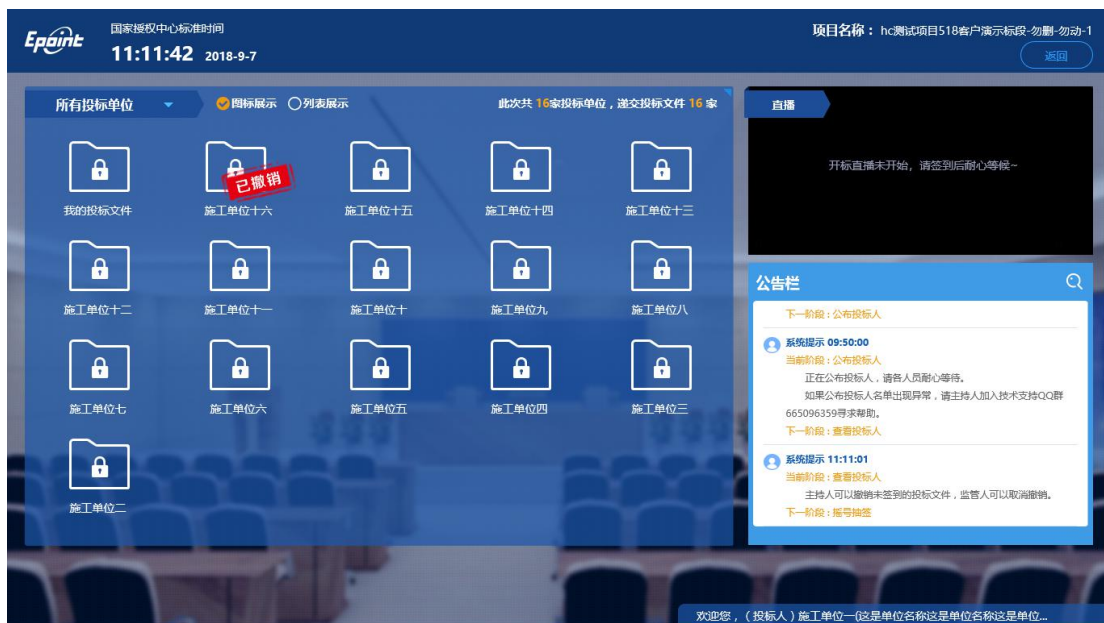 Epoint
国家授权中心标准时间
11:11:42 2018-9-7
项目名称：hc测试项目518客户演示标段-勿删-勿动-1
返回
所有投标单位
图标展示 列表展示
此次共 16家投标单位，递交投标文件 16 家
我的投标文件
已撤销
施工单位十六
施工单位十五
施工单位十四
施工单位十三
施工单位十二
施工单位十一
施工单位十
施工单位九
施工单位八
施工单位七
施工单位六
施工单位五
施工单位四
施工单位三
施工单位二
直播
开标直播未开始，请签到后耐心等候~
公告栏
下一阶段：公布投标人
系统提示 09:50:00
当前阶段：公布投标人
正在公布投标人，请各人员耐心等待。
如果公布投标人名单出现异常，请主持人加入技术支持QQ群
665096359寻求帮助。
下一阶段：查看投标人
系统提示 11:11:01
当前阶段：查看投标人
主持人可以撤销未签到的投标文件，监管人可以取消撤销。
下一阶段：摇号抽签
欢迎您，（投标人）施工单位一(这是单位名称这是单位名称这是单位...